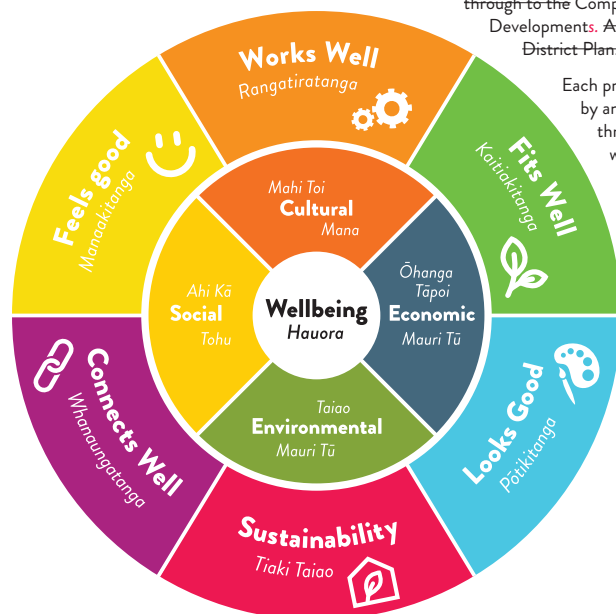 through to the Comp
Developments. A
District Plan
Each pr
by an
thr
w
Works Well
Rangatiratanga
Feels good
Manaakitanga
Fits Well
Kaitiakitanga
Mahi Toi
Cultural
Mana
Ahi Kā
Social
Tohu
Wellbeing
Hauora
Ōhanga
Tāpoi
Economic
Mauri Tū
Taiao
Environmental
Mauri Tū
Connects Well
Whanaungatanga
Looks Good
Pōtikitanga
Sustainability
Tiaki Taiao